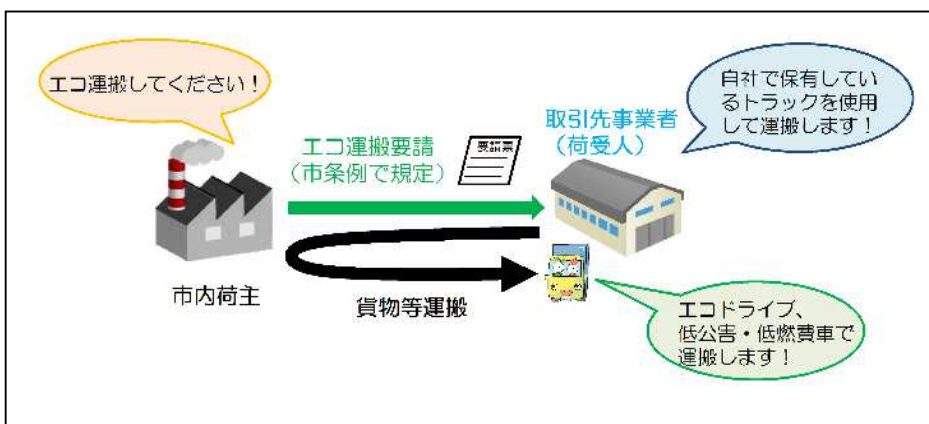 エコ運搬してください！
自社で保有してい
るトラックを使用
して運搬します！
取引先事業者
（荷受人）
エコ運搬要請
（市条例で規定）
要請票
市内荷主
貨物等運搬
エコドライブ、
低公害・低燃費車で
運搬します！